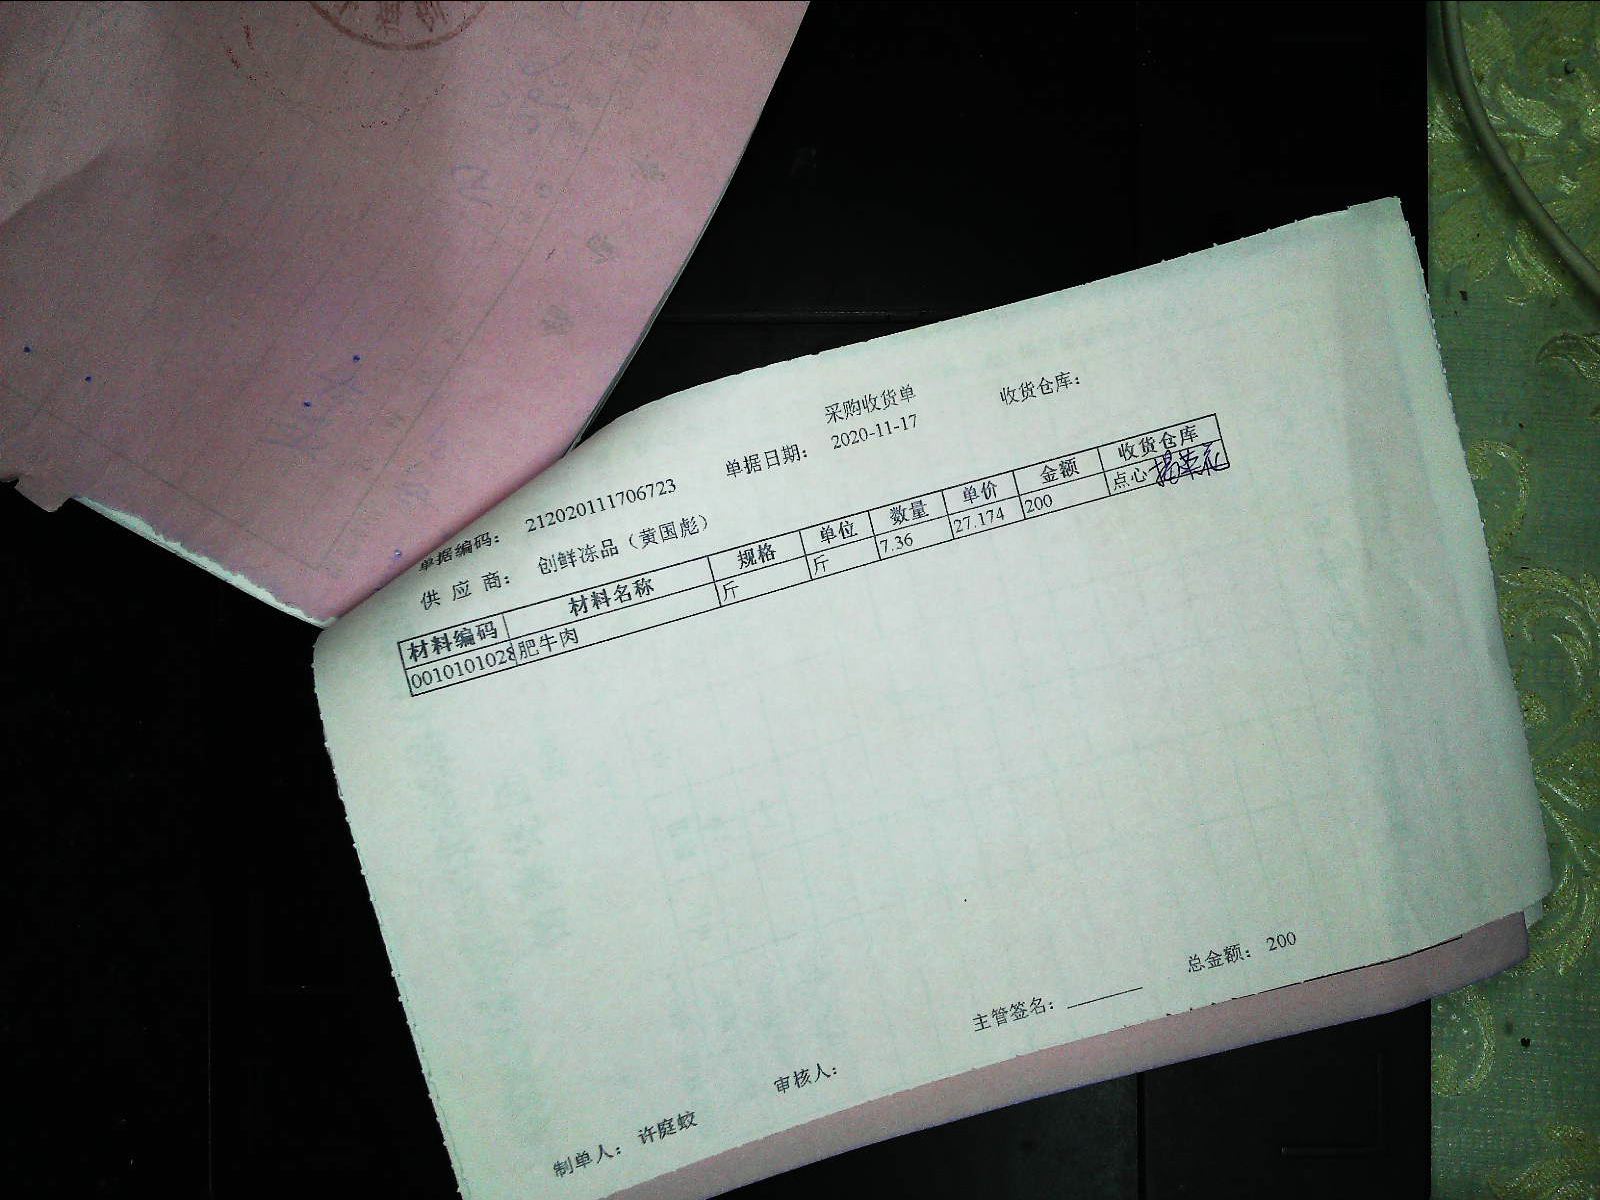 采购收货单 收货仓库：
单据编码： 212020111706723 单据日期： 2020-11-17
供 应 商： 创鲜冻品（黄国彪）
材料编码 材料名称 规格 单位 数量 单价 金额 收货仓库
0010101028 肥牛肉 斤 斤 7.36 27.174 200 点心
总金额： 200
制单人： 许庭蛟 审核人： 主管签名：